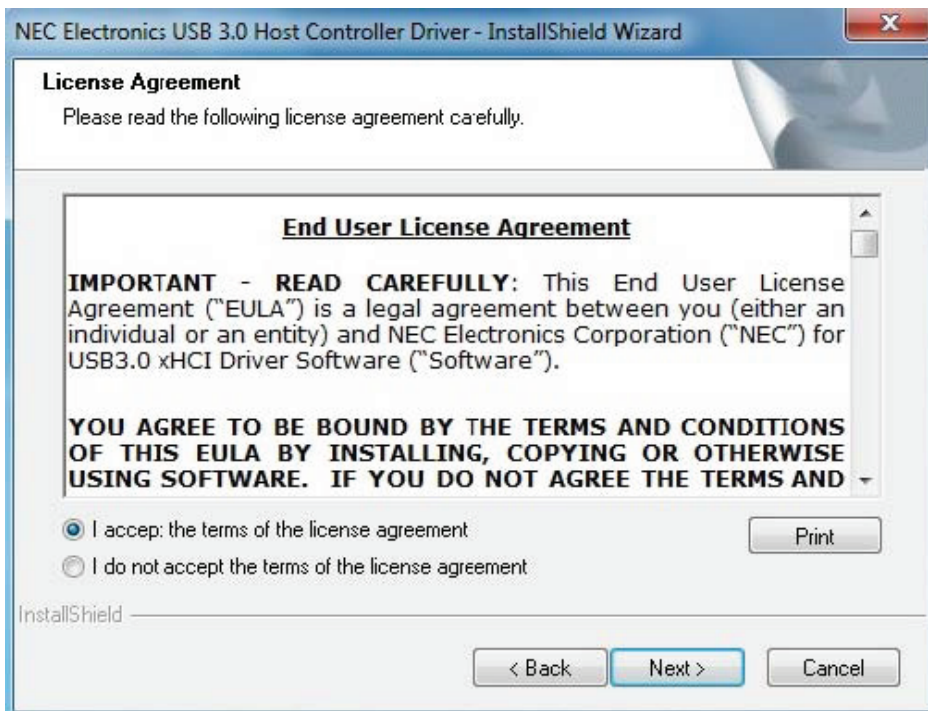 NEC Electronics USB 3.0 Host Controller Driver - InstallShield Wizard
License Agreement
Please read the following license agreement carefully.
End User License Agreement
IMPORTANT - READ CAREFULLY: This End User License
Agreement (“EULA”) is a legal agreement between you (either an
individual or an entity) and NEC Electronics Corporation (“NEC”) for
USB3.0 xHCI Driver Software (“Software”).
YOU AGREE TO BE BOUND BY THE TERMS AND CONDITIONS
OF THIS EULA BY INSTALLING, COPYING OR OTHERWISE
USING SOFTWARE. IF YOU DO NOT AGREE THE TERMS AND
I accep: the terms of the license agreement
Print
I do not accept the terms of the license agreement
InstallShield
< Back
Next >
Cancel